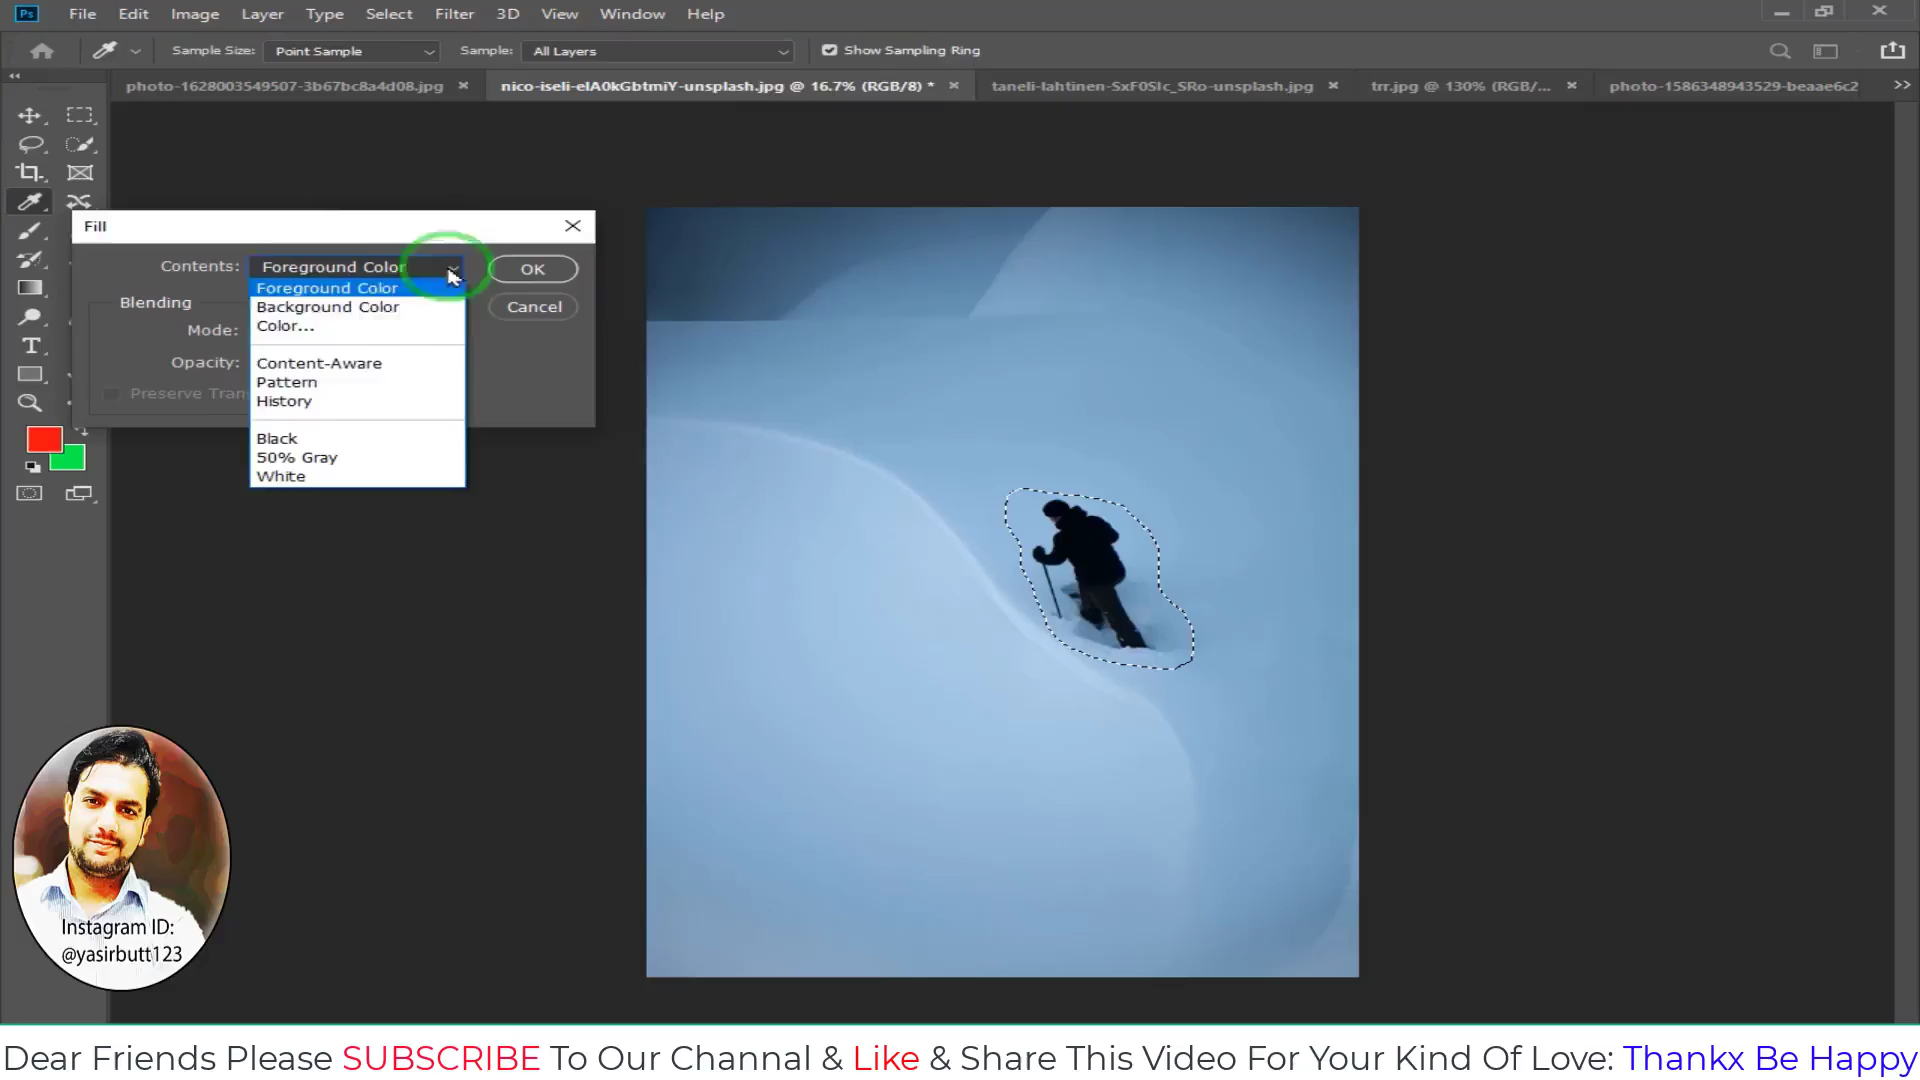 Ps File Edit Image Layer Type Select Filter 3D View Window Help
Sample Size: Point Sample Sample: All Layers Show Sampling Ring
photo-1628003549507-3b67bc8a4d08.jpg nico-iseli-elA0kGbtmiY-unsplash.jpg @ 16.7% (RGB/8) * taneli-lahtinen-SxF0SIc_SRo-unsplash.jpg trr.jpg @ 130% (RGB/... photo-1586348943529-beaae6c2
Fill
Contents: Foreground Color OK
Foreground Color
Background Color
Color...
Content-Aware
Pattern
History
Black
50% Gray
White
Cancel
Blending
Mode:
Opacity:
Preserve Tran
T
Instagram ID:
@yasirbutt123
Dear Friends Please SUBSCRIBE To Our Channal & Like & Share This Video For Your Kind Of Love: Thankx Be Happy